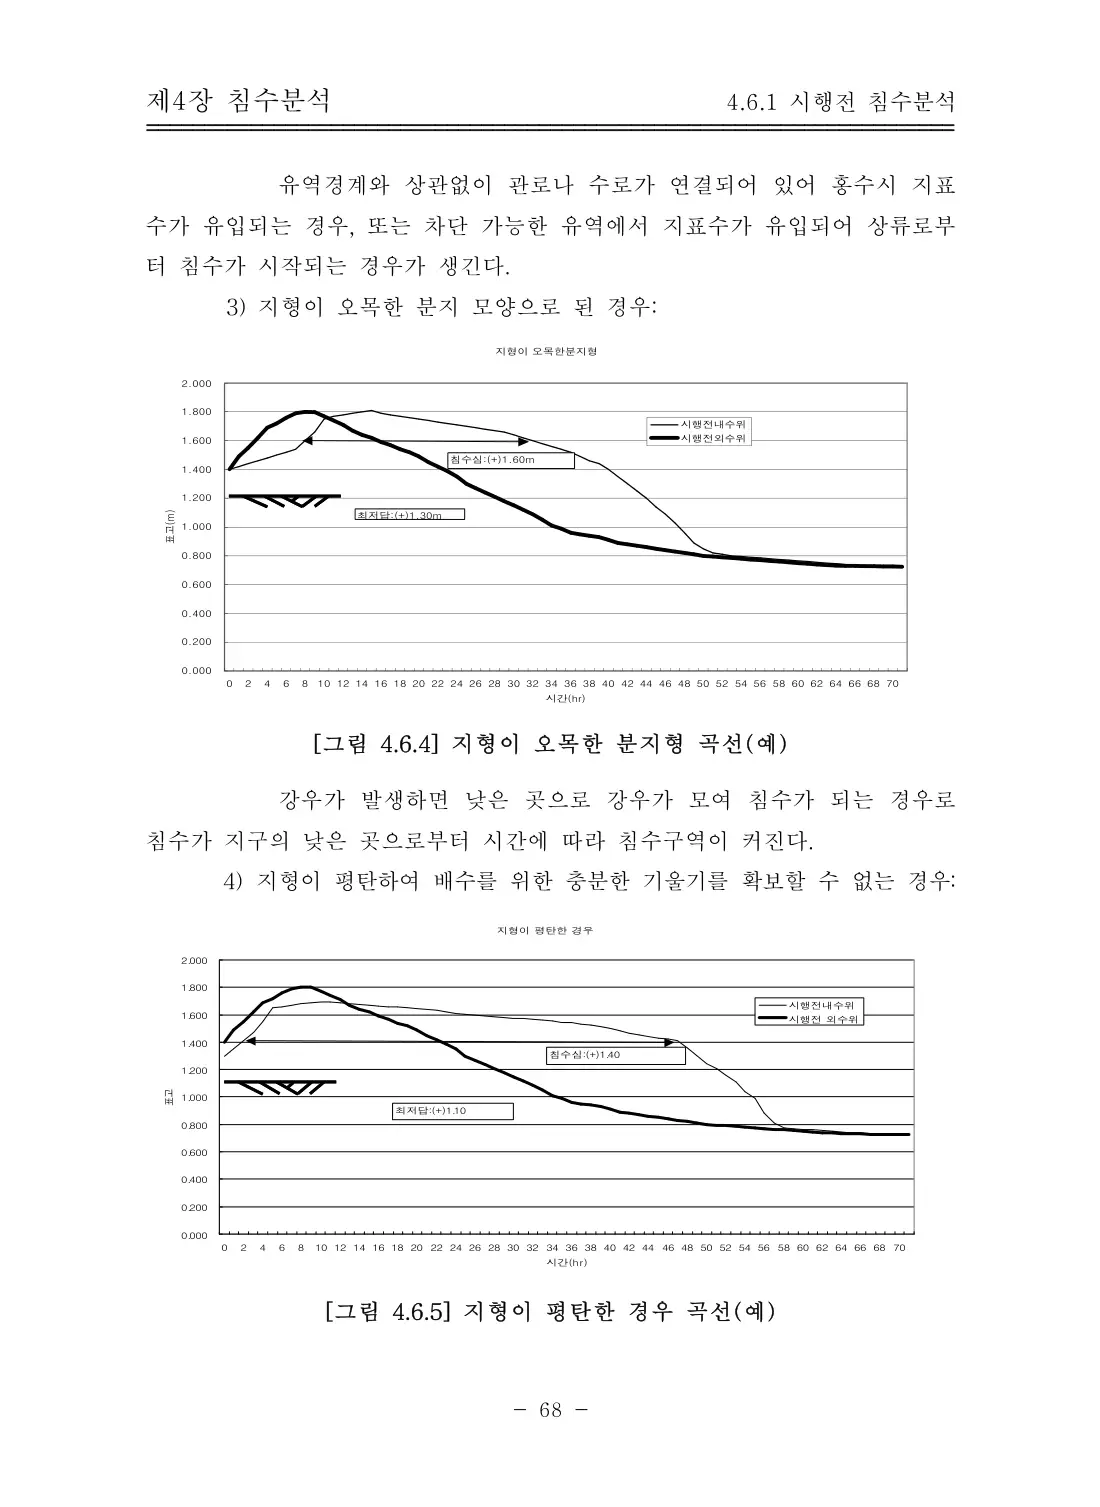 제4장 침수분석 4.6.1 시행전 침수분석
유역경계와 상관없이 관로나 수로가 연결되어 있어 홍수시 지표
수가 유입되는 경우, 또는 차단 가능한 유역에서 지표수가 유입되어 상류로부
터 침수가 시작되는 경우가 생긴다.
3) 지형이 오목한 분지 모양으로 된 경우:
지형이 오목한분지형
2.000
1.800
1.600
1.400
1.200
1.000
0.800
0.600
0.400
0.200
0.000
표고(m)
시행전내수위
시행전외수위
침수심:(+)1.60m
최저답:(+)1.30m
0 2 4 6 8 10 12 14 16 18 20 22 24 26 28 30 32 34 36 38 40 42 44 46 48 50 52 54 56 58 60 62 64 66 68 70
시간(hr)
[그림 4.6.4] 지형이 오목한 분지형 곡선(예)
강우가 발생하면 낮은 곳으로 강우가 모여 침수가 되는 경우로
침수가 지구의 낮은 곳으로부터 시간에 따라 침수구역이 커진다.
4) 지형이 평탄하여 배수를 위한 충분한 기울기를 확보할 수 없는 경우:
지형이 평탄한 경우
2.000
1.800
1.600
1.400
1.200
1.000
0.800
0.600
0.400
0.200
0.000
표고
시행전내수위
시행전 외수위
침수심:(+)1.40
최저답:(+)1.10
0 2 4 6 8 10 12 14 16 18 20 22 24 26 28 30 32 34 36 38 40 42 44 46 48 50 52 54 56 58 60 62 64 66 68 70
시간(hr)
[그림 4.6.5] 지형이 평탄한 경우 곡선(예)
- 68 -